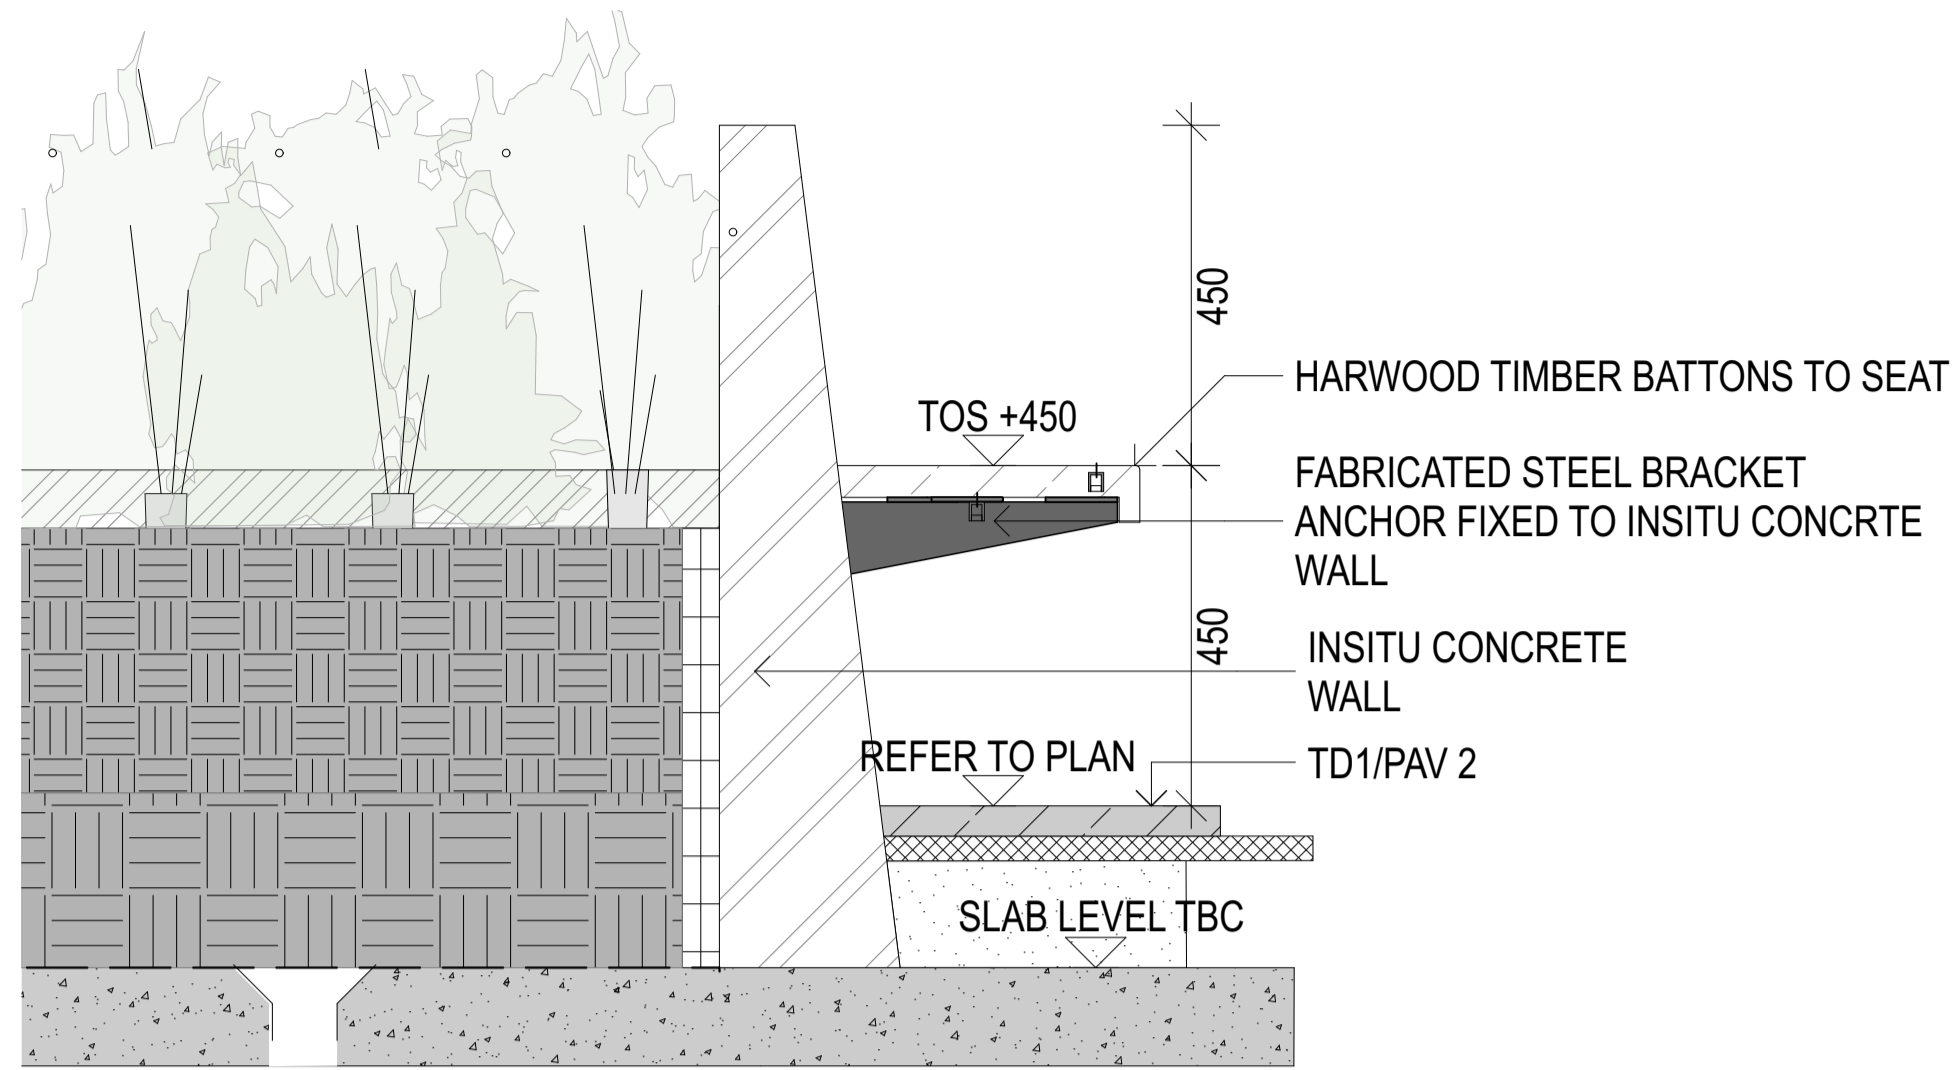 450
HARWOOD TIMBER BATTONS TO SEAT
TOS +450
FABRICATED STEEL BRACKET
ANCHOR FIXED TO INSITU CONCRTE
WALL
450
INSITU CONCRETE
WALL
REFER TO PLAN
TD1/PAV 2
SLAB LEVEL TBC